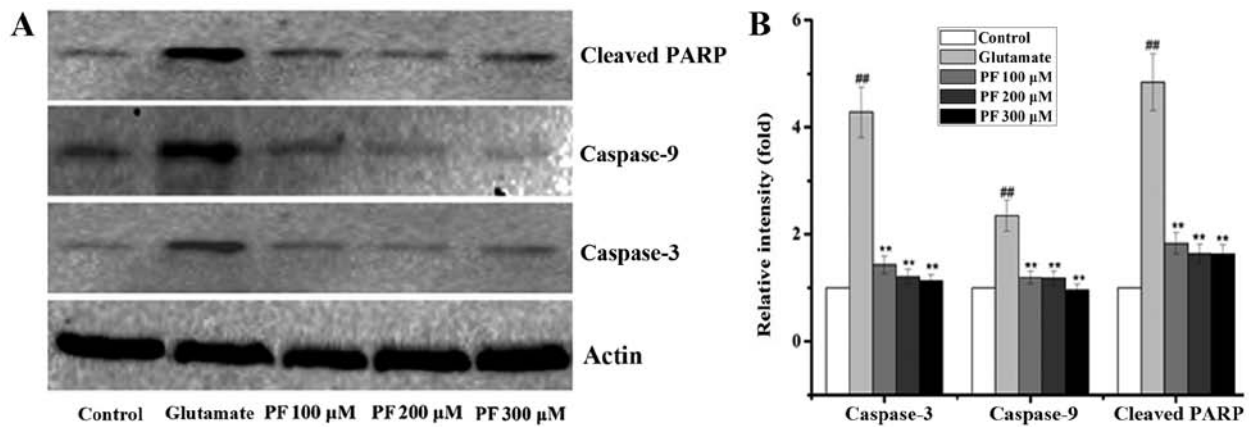 A
Cleaved PARP
Caspase-9
Caspase-3
Actin
Control Glutamate PF 100 μM PF 200 μM PF 300 μM
B
Control
Glutamate
PF 100 μM
PF 200 μM
PF 300 μM
Relative intensity (fold)
6
4
2
0
## ** ** **
## ** ** **
## ** ** **
Caspase-3 Caspase-9 Cleaved PARP